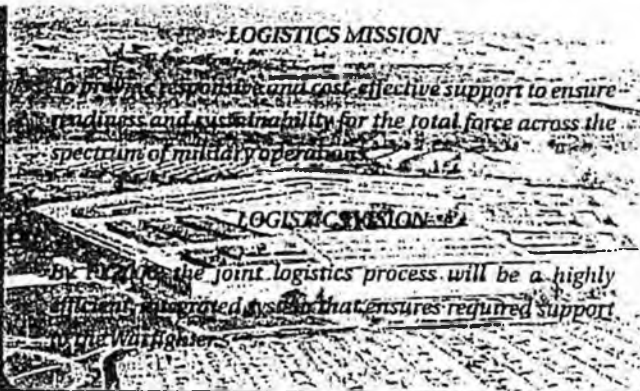 LOGISTICS MISSION
To provide responsive and cost-effective support to ensure
readiness and sustainability for the total force across the
spectrum of military operations.
LOGISTICS VISION
By the joint logistics process will be a highly
efficient, integrated system that ensures required support
to the Warfighter.